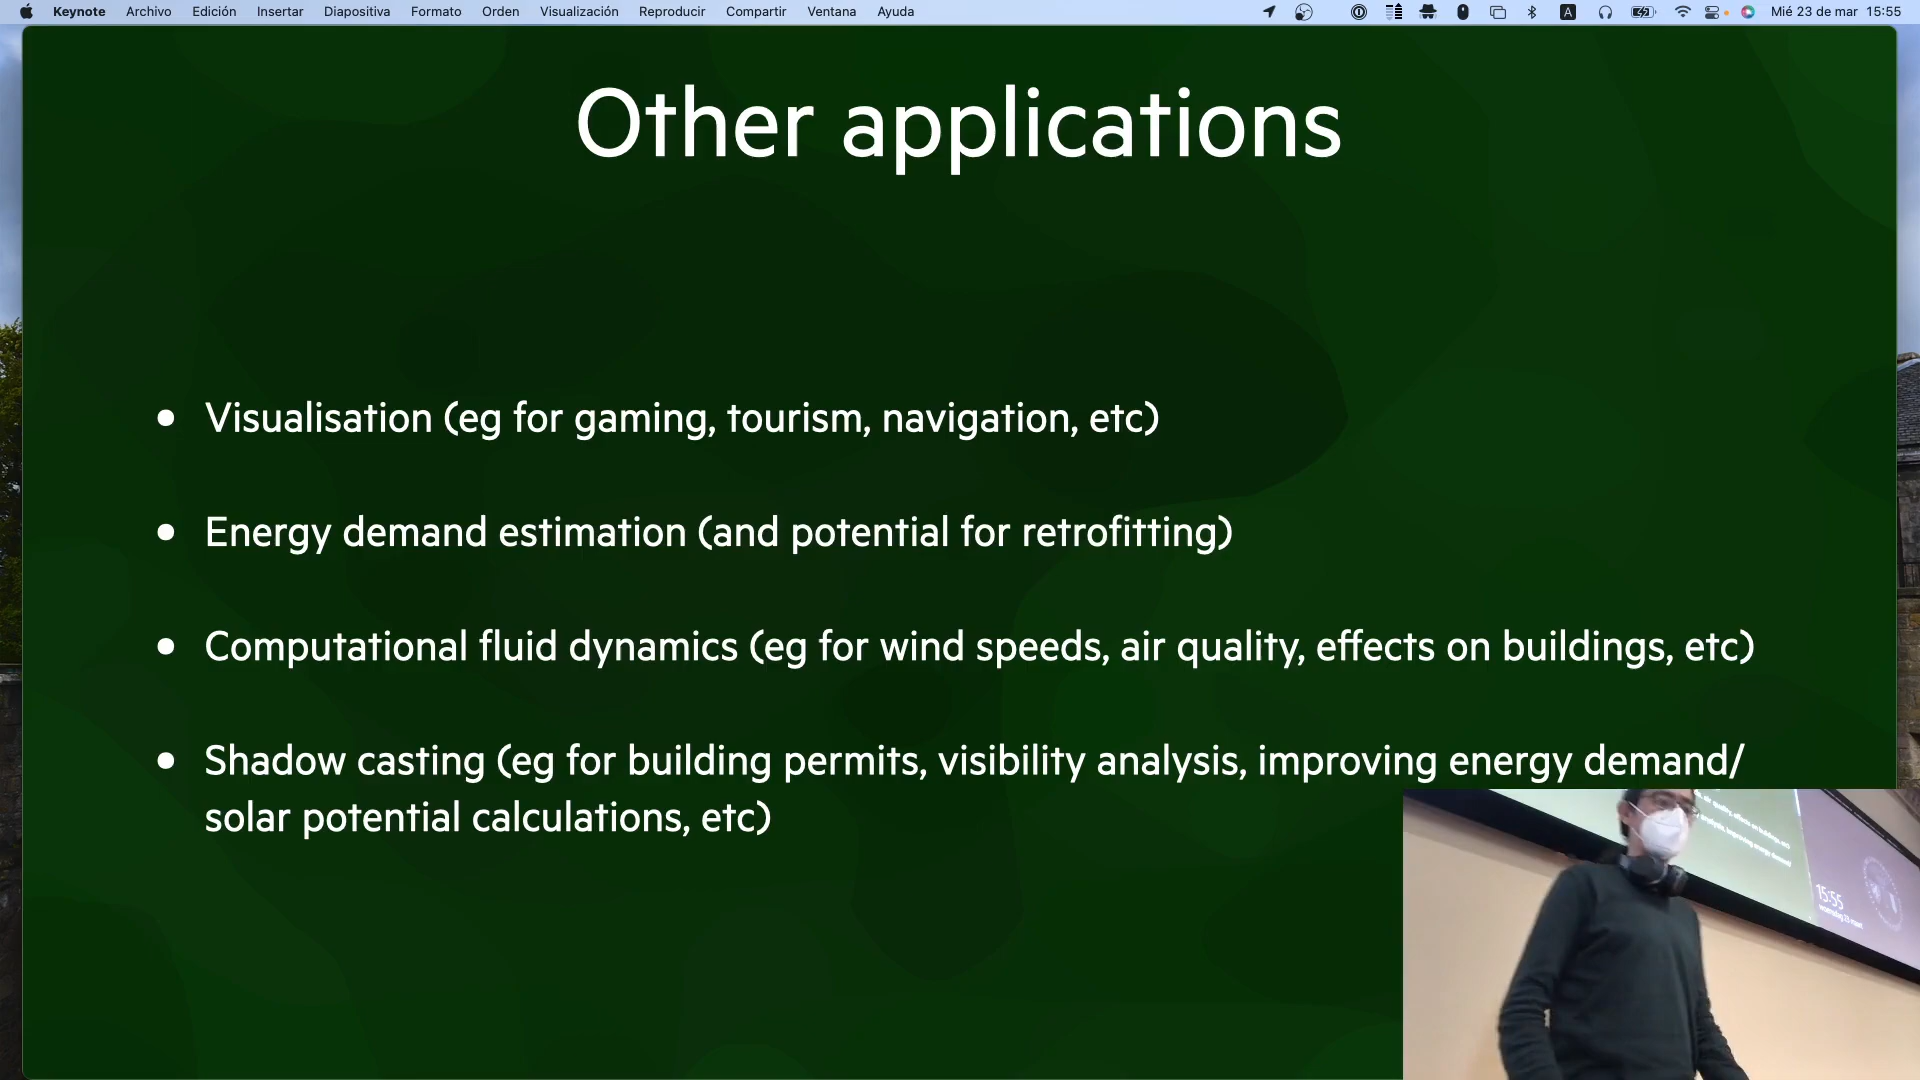 Keynote Archivo Edición Insertar Diapositiva Formato Orden Visualización Reproducir Compartir Ventana Ayuda
A
Mié 23 de mar 15:55
Other applications
• Visualisation (eg for gaming, tourism, navigation, etc)
• Energy demand estimation (and potential for retrofitting)
• Computational fluid dynamics (eg for wind speeds, air quality, effects on buildings, etc)
• Shadow casting (eg for building permits, visibility analysis, improving energy demand/
solar potential calculations, etc)
15:55